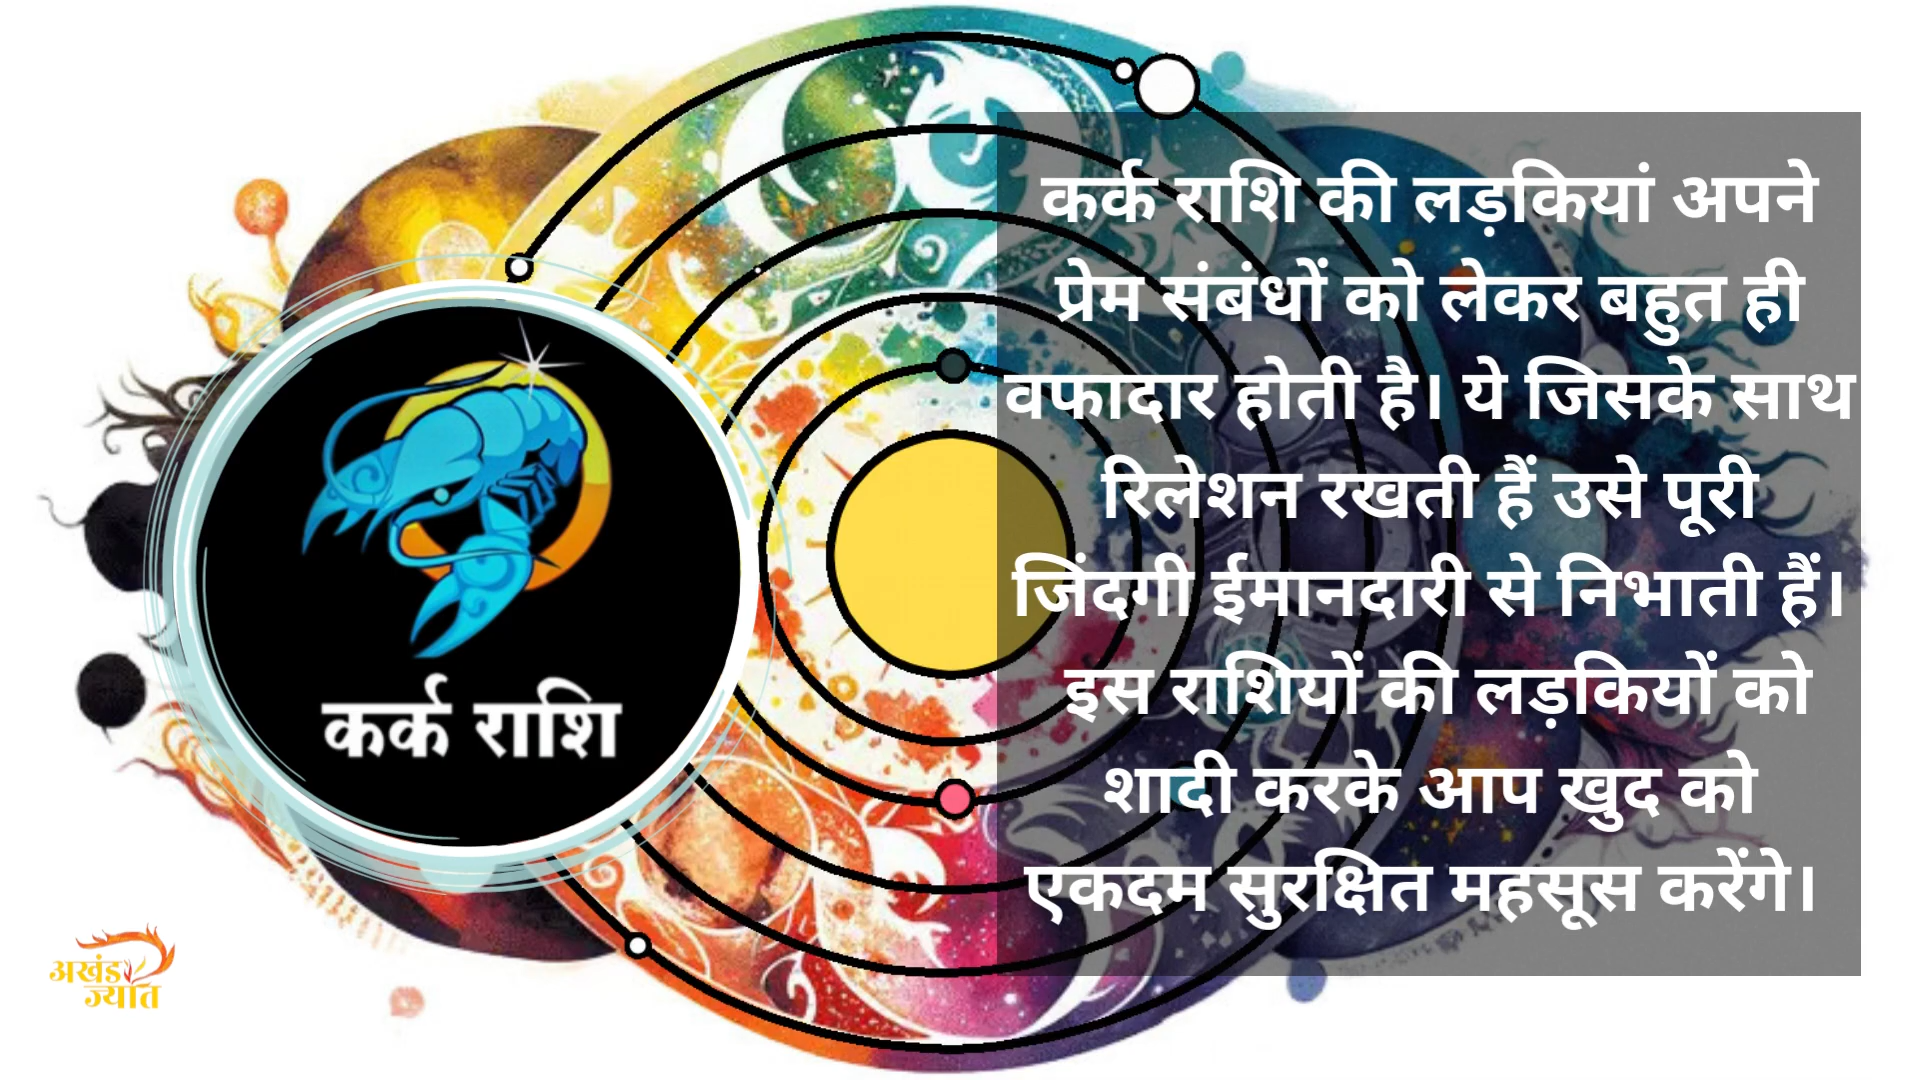 कर्क राशि की लड़कियां अपने
प्रेम संबंधों को लेकर बहुत ही
वफादार होती है। ये जिसके साथ
रिलेशन रखती हैं उसे पूरी
जिंदगी ईमानदारी से निभाती हैं।
इस राशियों की लड़कियों को
शादी करके आप खुद को
एकदम सुरक्षित महसूस करेंगे।
कर्क राशि
अखंड
ज्योति